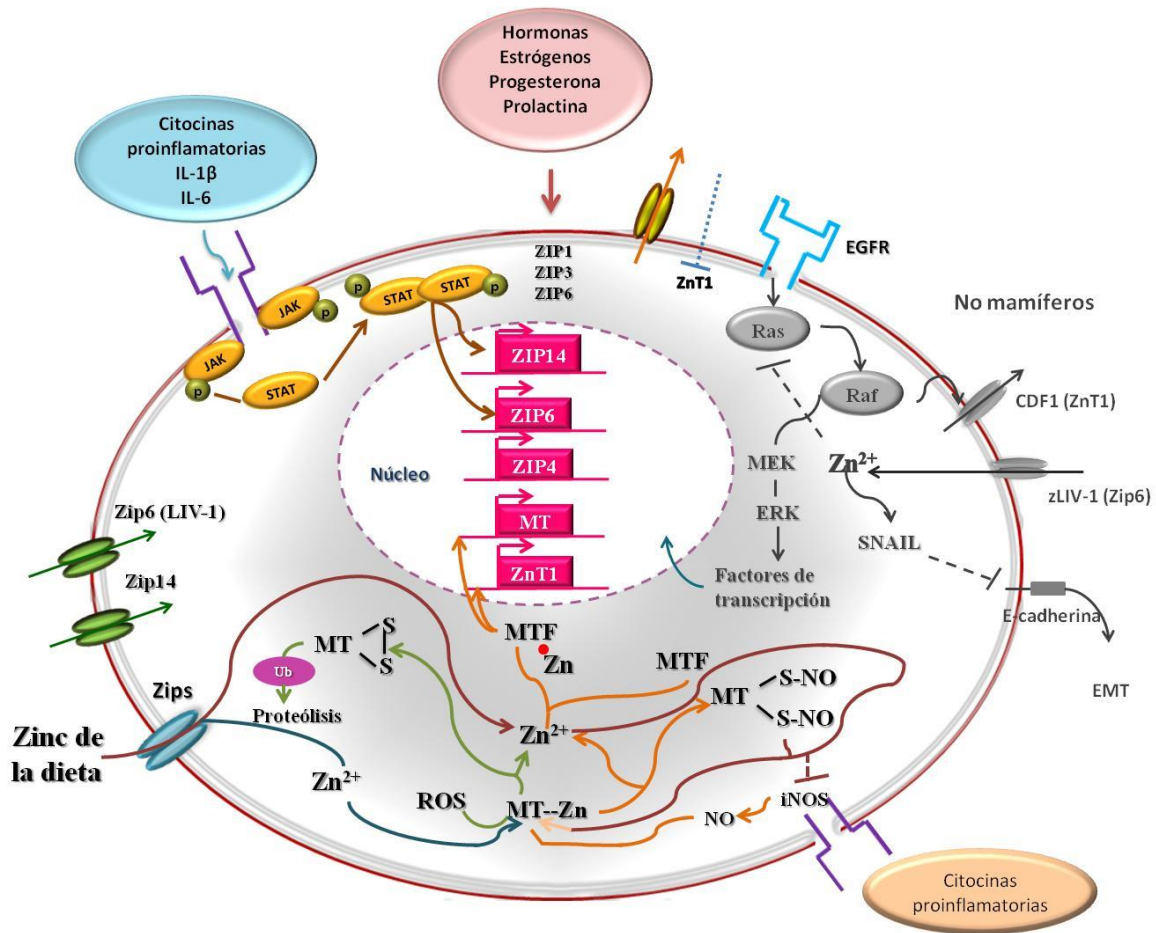 Hormonas
Estrógenos
Progesterona
Prolactina
Citocinas
proinflamatorias
IL-1β
IL-6
ZIP1
ZIP3
ZIP6
ZnT1
EGFR
No mamíferos
JAK
P
P
STAT
STAT
P
JAK
P
STAT
Ras
Raf
CDF1 (ZnT1)
MEK
ERK
Zn2+
zLIV-1 (Zip6)
SNAIL
Factores de
transcripción
E-cadherina
EMT
Núcleo
ZIP14
ZIP6
ZIP4
MT
ZnT1
Zip6 (LIV-1)
Zip14
Zips
Zinc de
la dieta
MT
S
S
Ub
Proteólisis
MTF
Zn
MTF
MT
S-NO
S-NO
Zn2+
Zn2+
ROS
MT--Zn
NO
iNOS
Citocinas
proinflamatorias